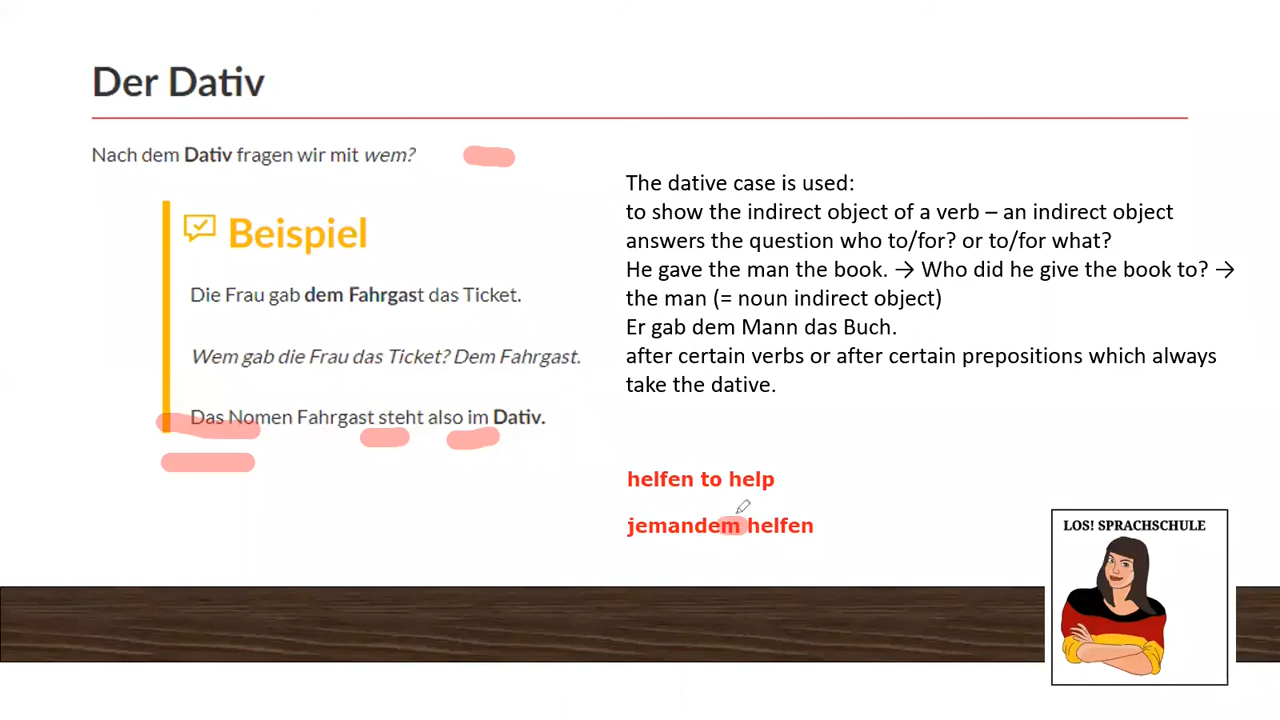 Der Dativ
Nach dem Dativ fragen wir mit wem?
Beispiel
Die Frau gab dem Fahrgast das Ticket.
Wem gab die Frau das Ticket? Dem Fahrgast.
Das Nomen Fahrgast steht also im Dativ.
The dative case is used:
to show the indirect object of a verb – an indirect object
answers the question who to/for? or to/for what?
He gave the man the book. → Who did he give the book to? →
the man (= noun indirect object)
Er gab dem Mann das Buch.
after certain verbs or after certain prepositions which always
take the dative.
helfen to help
jemandem helfen
LOS! SPRACHSCHULE